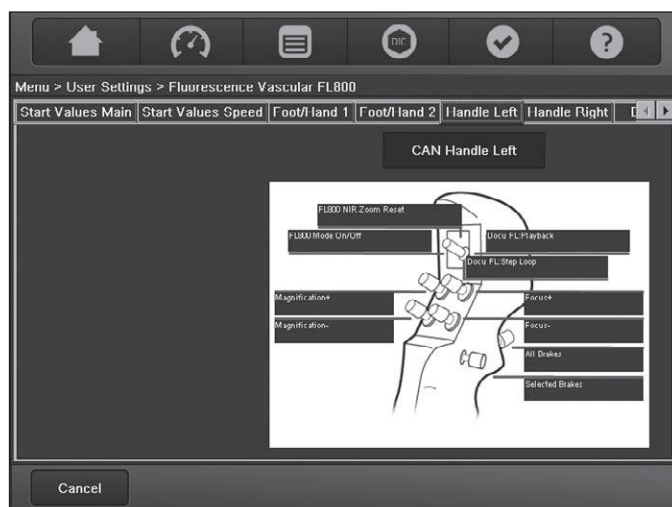 DIC
?
Menu > User Settings > Fluorescence Vascular FL800
Start Values Main Start Values Speed Foot/Hand 1 Foot/Hand 2 Handle Left Handle Right
CAN Handle Left
FL800 NIR Zoom Reset
FL800 Mode On/Off Docu FL:Playback
Docu FL:Step Loop
Magnification+ Focus+
Magnification- Focus-
All Brakes
Selected Brakes
Cancel